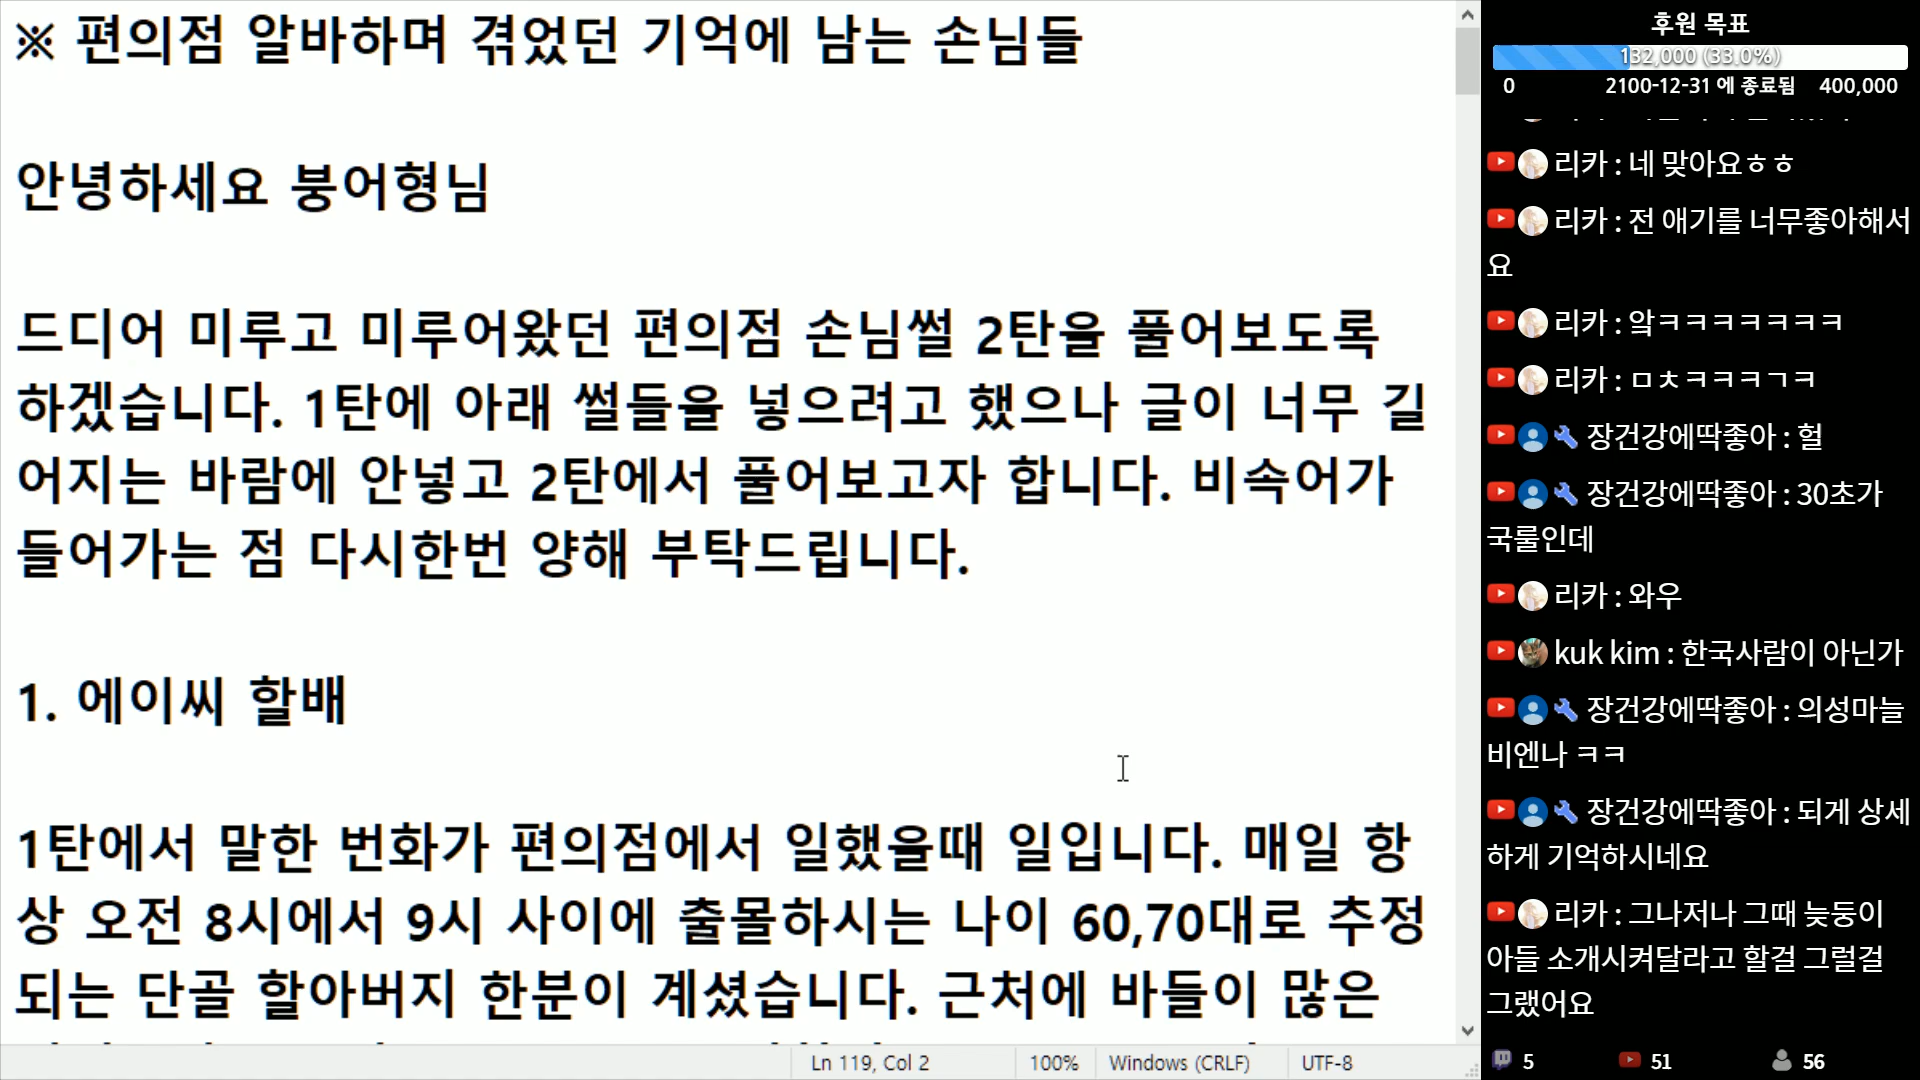 ※ 편의점 알바하며 겪었던 기억에 남는 손님들
안녕하세요 붕어형님
드디어 미루고 미루어왔던 편의점 손님썰 2탄을 풀어보도록
하겠습니다. 1탄에 아래 썰들을 넣으려고 했으나 글이 너무 길
어지는 바람에 안넣고 2탄에서 풀어보고자 합니다. 비속어가
들어가는 점 다시한번 양해 부탁드립니다.
1. 에이씨 할배
1탄에서 말한 번화가 편의점에서 일했을때 일입니다. 매일 항
상 오전 8시에서 9시 사이에 출몰하시는 나이 60,70대로 추정
되는 단골 할아버지 한분이 계셨습니다. 근처에 바들이 많은
Ln 119, Col 2
100%
Windows (CRLF)
UTF-8
후원 목표
132,000 (33.0%)
0 2100-12-31 에 종료됨 400,000
리카 : 네 맞아요ㅎㅎ
리카 : 전 애기를 너무좋아해서
요
리카 : 앜ㅋㅋㅋㅋㅋㅋㅋ
리카 : ㅁㅊㅋㅋㅋㄱㅋ
장건강에딱좋아 : 헐
장건강에딱좋아 : 30초가
국룰인데
리카 : 와우
kuk kim : 한국사람이 아닌가
장건강에딱좋아 : 의성마늘
비엔나 ㅋㅋ
장건강에딱좋아 : 되게 상세
하게 기억하시네요
리카 : 그나저나 그때 늦둥이
아들 소개시켜달라고 할걸 그럴걸
그랬어요
5 51 56